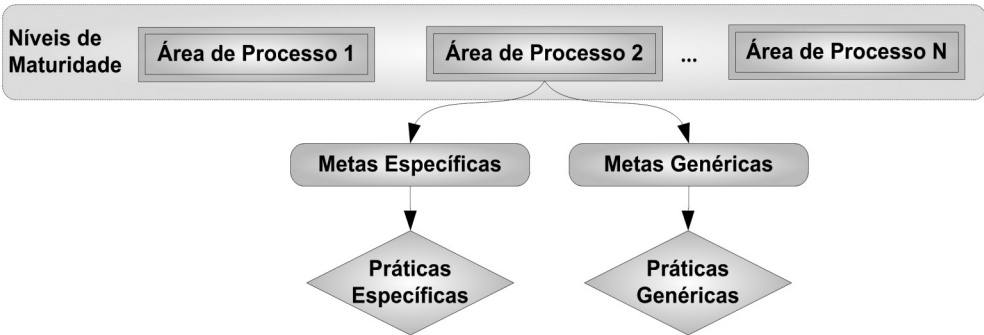 Níveis de
Maturidade
Área de Processo 1
Área de Processo 2
...
Área de Processo N
Metas Específicas
Metas Genéricas
Práticas
Específicas
Práticas
Genéricas